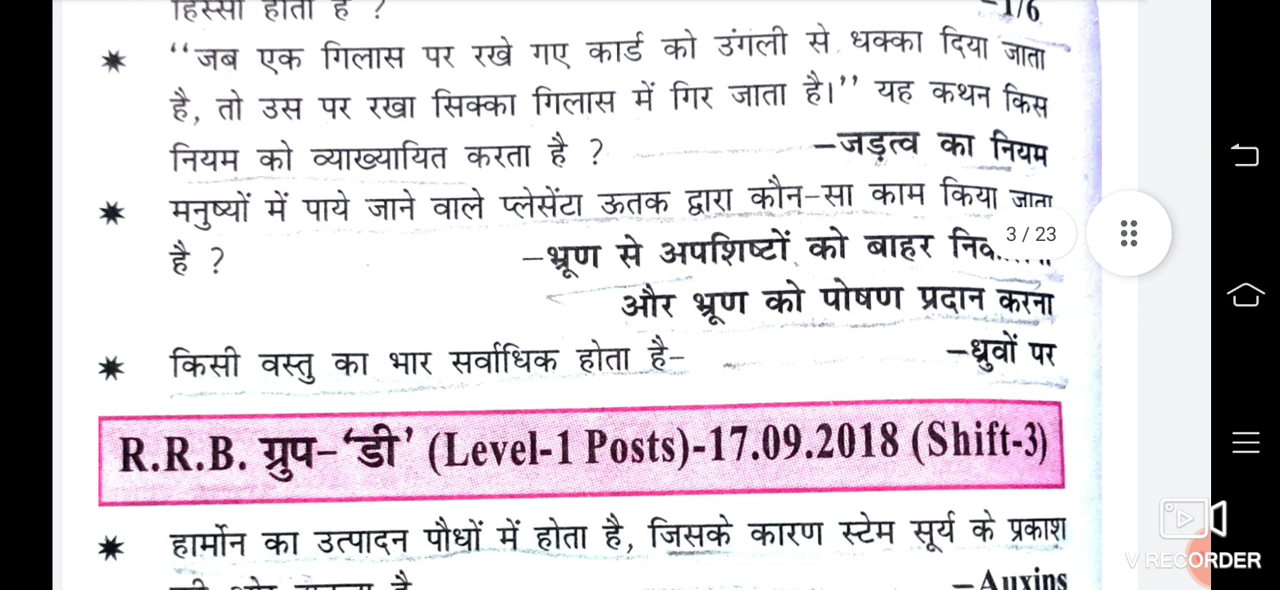 हिस्सा होता है ? –1/6
“जब एक गिलास पर रखे गए कार्ड को उंगली से धक्का दिया जाता
है, तो उस पर रखा सिक्का गिलास में गिर जाता है।” यह कथन किस
नियम को व्याख्यायित करता है ? –जड़त्व का नियम
मनुष्यों में पाये जाने वाले प्लेसेंटा ऊतक द्वारा कौन-सा काम किया जाता
है ? –भ्रूण से अपशिष्टों को बाहर
3 / 23
और भ्रूण को पोषण प्रदान करना
किसी वस्तु का भार सर्वाधिक होता है– –ध्रुवों पर
R.R.B. ग्रुप–‘डी’ (Level-1 Posts)-17.09.2018 (Shift-3)
हार्मोन का उत्पादन पौधों में होता है, जिसके कारण स्टेम सूर्य के प्रकाश
–Auxins
V RECORDER